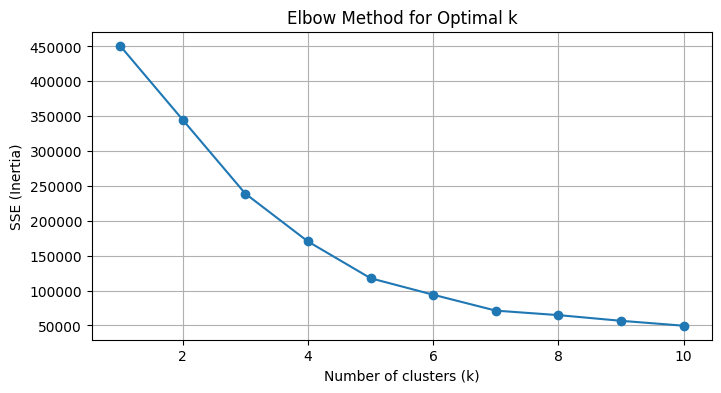 Elbow Method for Optimal k
SSE (Inertia)
450000
400000
350000
300000
250000
200000
150000
100000
50000
2 4 6 8 10
Number of clusters (k)